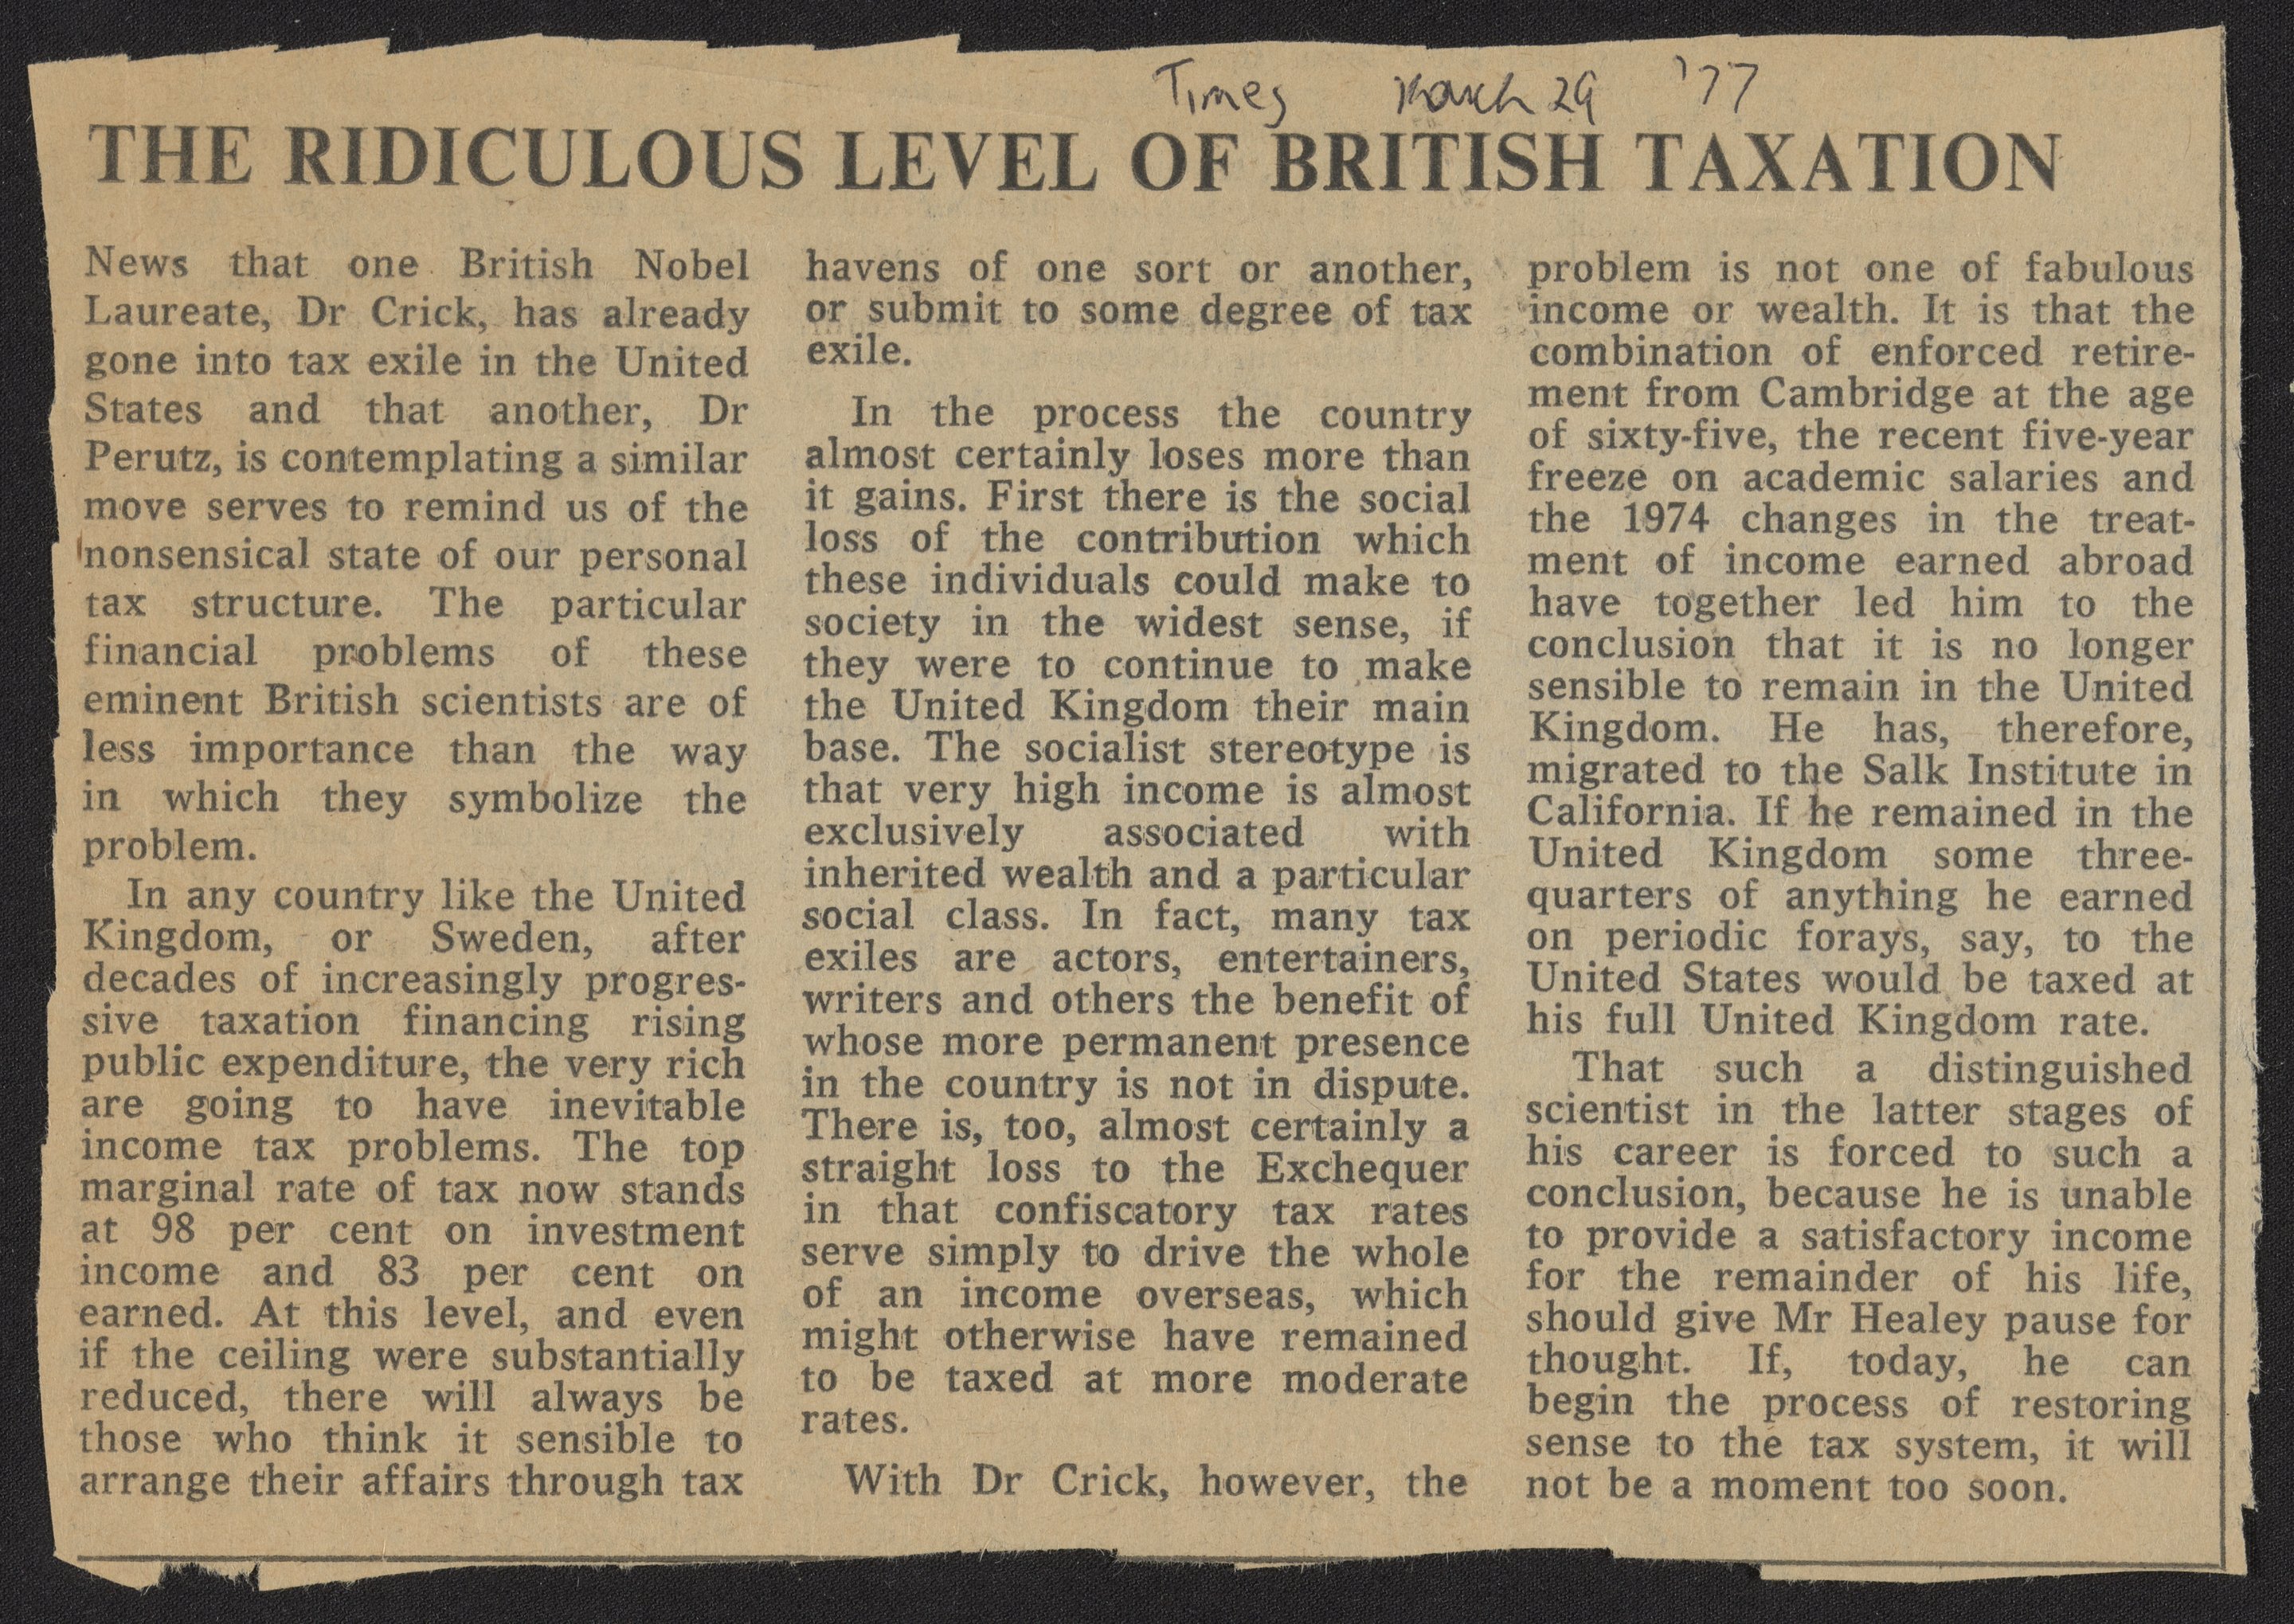 Times March 29 '77
THE RIDICULOUS LEVEL OF BRITISH TAXATION
News that one British Nobel
Laureate, Dr Crick, has already
gone into tax exile in the United
States and that another, Dr
Perutz, is contemplating a similar
move serves to remind us of the
nonsensical state of our personal
tax structure. The particular
financial problems of these
eminent British scientists are of
less importance than the way
in which they symbolize the
problem.
In any country like the United
Kingdom, or Sweden, after
decades of increasingly progres-
sive taxation financing rising
public expenditure, the very rich
are going to have inevitable
income tax problems. The top
marginal rate of tax now stands
at 98 per cent on investment
income and 83 per cent on
earned. At this level, and even
if the ceiling were substantially
reduced, there will always be
those who think it sensible to
arrange their affairs through tax
havens of one sort or another,
or submit to some degree of tax
exile.
In the process the country
almost certainly loses more than
it gains. First there is the social
loss of the contribution which
these individuals could make to
society in the widest sense, if
they were to continue to make
the United Kingdom their main
base. The socialist stereotype is
that very high income is almost
exclusively associated with
inherited wealth and a particular
social class. In fact, many tax
exiles are actors, entertainers,
writers and others the benefit of
whose more permanent presence
in the country is not in dispute.
There is, too, almost certainly a
straight loss to the Exchequer
in that confiscatory tax rates
serve simply to drive the whole
of an income overseas, which
might otherwise have remained
to be taxed at more moderate
rates.
With Dr Crick, however, the
problem is not one of fabulous
income or wealth. It is that the
combination of enforced retire-
ment from Cambridge at the age
of sixty-five, the recent five-year
freeze on academic salaries and
the 1974 changes in the treat-
ment of income earned abroad
have together led him to the
conclusion that it is no longer
sensible to remain in the United
Kingdom. He has, therefore,
migrated to the Salk Institute in
California. If he remained in the
United Kingdom some three-
quarters of anything he earned
on periodic forays, say, to the
United States would be taxed at
his full United Kingdom rate.
That such a distinguished
scientist in the latter stages of
his career is forced to such a
conclusion, because he is unable
to provide a satisfactory income
for the remainder of his life,
should give Mr Healey pause for
thought. If, today, he can
begin the process of restoring
sense to the tax system, it will
not be a moment too soon.